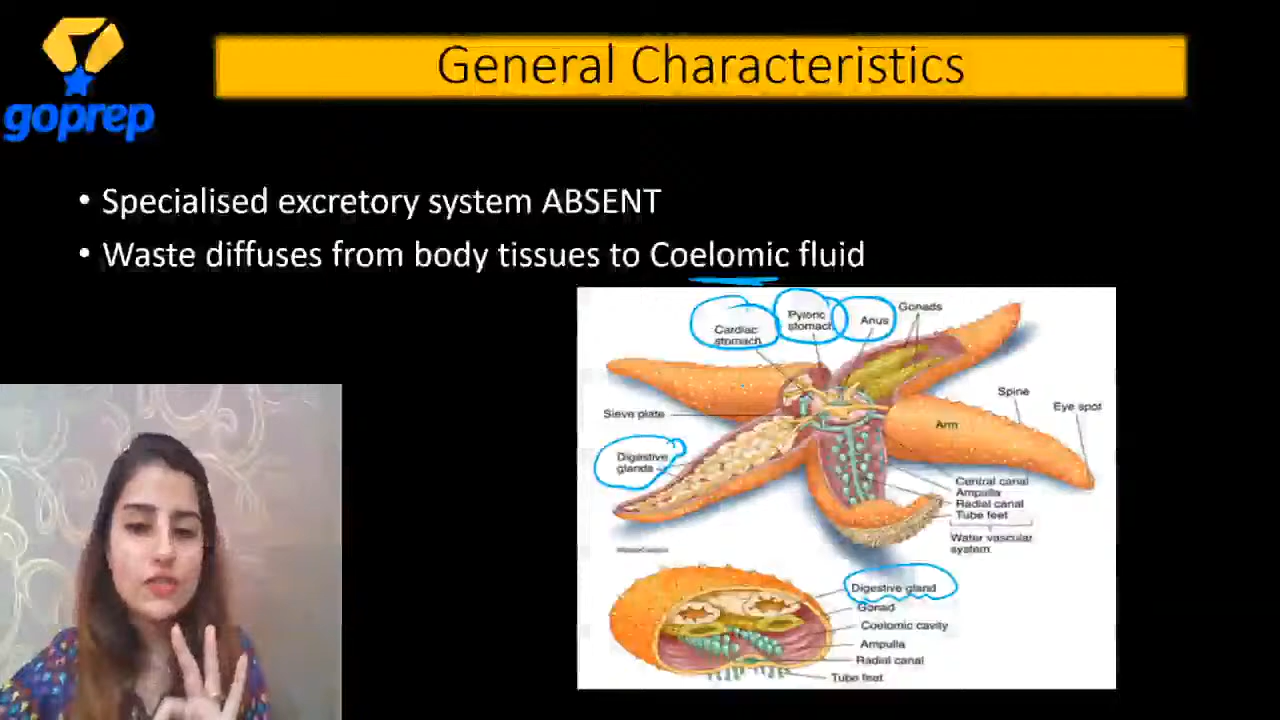 goprep
General Characteristics
• Specialised excretory system ABSENT
• Waste diffuses from body tissues to Coelomic fluid
Cardiac
stomach
Pyloric
stomach
Anus
Gonads
Sieve plate
Spine
Eye spot
Arm
Digestive
glands
Central canal
Ampulla
Radial canal
Tube feet
Water vascular
system
Digestive gland
Gonad
Coelomic cavity
Ampulla
Radial canal
Tube feet